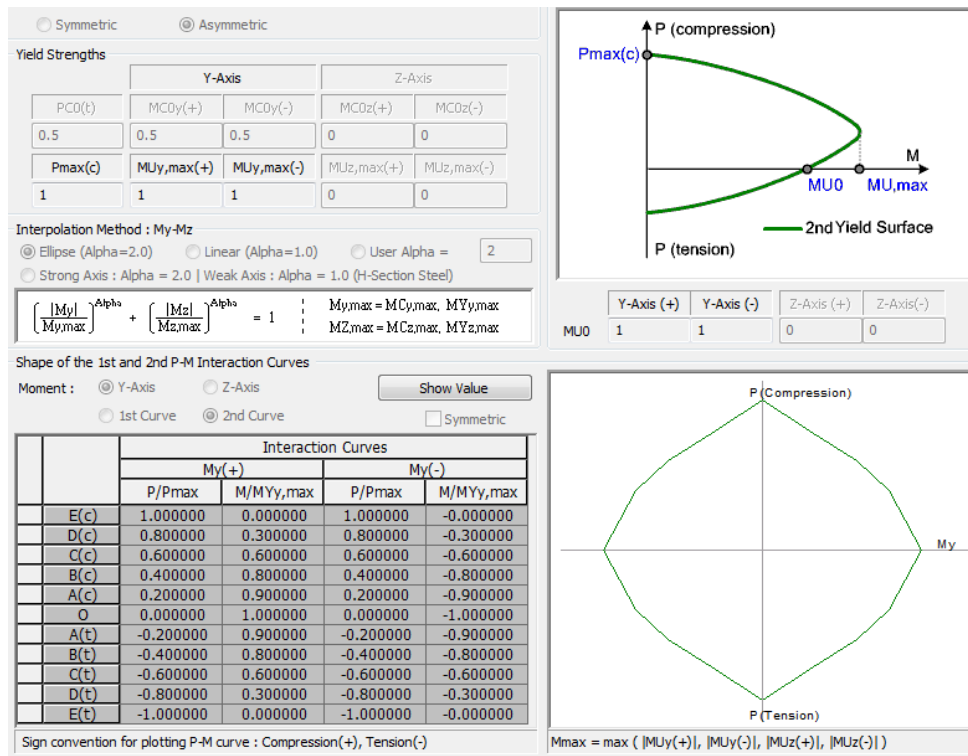 Symmetric Asymmetric
Yield Strengths
Y-Axis Z-Axis
PC0(t) MC0y(+) MC0y(-) MC0z(+) MC0z(-)
0.5 0.5 0.5 0 0
Pmax(c) MUy,max(+) MUy,max(-) MUz,max(+) MUz,max(-)
1 1 1 0 0
Interpolation Method : My-Mz
Ellipse (Alpha=2.0) Linear (Alpha=1.0) User Alpha = 2
Strong Axis : Alpha = 2.0 | Weak Axis : Alpha = 1.0 (H-Section Steel)
(|My| / My,max)^Alpha + (|Mz| / Mz,max)^Alpha = 1
My,max = MCy,max, MYy,max
MZ,max = MCz,max, MYz,max
Shape of the 1st and 2nd P-M Interaction Curves
Moment : Y-Axis Z-Axis Show Value
1st Curve 2nd Curve Symmetric
Interaction Curves
My(+) My(-)
P/Pmax M/MYy,max P/Pmax M/MYy,max
E(c) 1.000000 0.000000 1.000000 -0.000000
D(c) 0.800000 0.300000 0.800000 -0.300000
C(c) 0.600000 0.600000 0.600000 -0.600000
B(c) 0.400000 0.800000 0.400000 -0.800000
A(c) 0.200000 0.900000 0.200000 -0.900000
O 0.000000 1.000000 0.000000 -1.000000
A(t) -0.200000 0.900000 -0.200000 -0.900000
B(t) -0.400000 0.800000 -0.400000 -0.800000
C(t) -0.600000 0.600000 -0.600000 -0.600000
D(t) -0.800000 0.300000 -0.800000 -0.300000
E(t) -1.000000 0.000000 -1.000000 -0.000000
Sign convention for plotting P-M curve : Compression(+), Tension(-)
P (compression)
Pmax(c)
M
MU0 MU,max
2nd Yield Surface
P (tension)
Y-Axis (+) Y-Axis (-) Z-Axis (+) Z-Axis(-)
MU0 1 1 0 0
P(Compression)
My
P(Tension)
Mmax = max ( |MUy(+)|, |MUy(-)|, |MUz(+)|, |MUz(-)| )